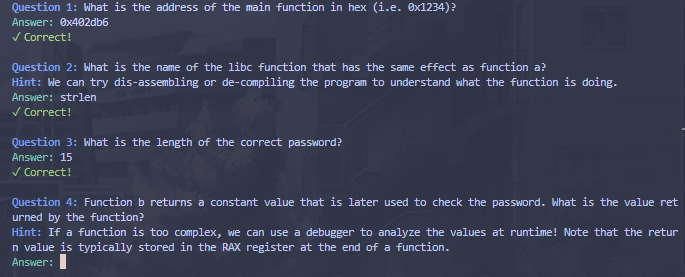 Question 1: What is the address of the main function in hex (i.e. 0x1234)?
Answer: 0x402db6
✓ Correct!
Question 2: What is the name of the libc function that has the same effect as function a?
Hint: We can try dis-assembling or de-compiling the program to understand what the function is doing.
Answer: strlen
✓ Correct!
Question 3: What is the length of the correct password?
Answer: 15
✓ Correct!
Question 4: Function b returns a constant value that is later used to check the password. What is the value ret
urned by the function?
Hint: If a function is too complex, we can use a debugger to analyze the values at runtime! Note that the retur
n value is typically stored in the RAX register at the end of a function.
Answer: